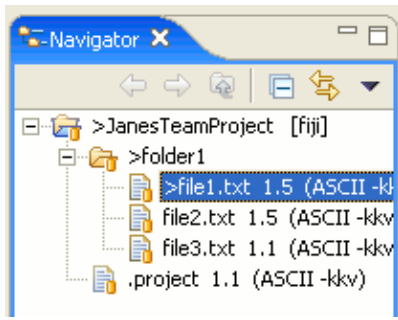 Navigator
>JanesTeamProject [fiji]
>folder1
>file1.txt 1.5 (ASCII -kk
file2.txt 1.5 (ASCII -kkv
file3.txt 1.1 (ASCII -kkv
.project 1.1 (ASCII -kkv)